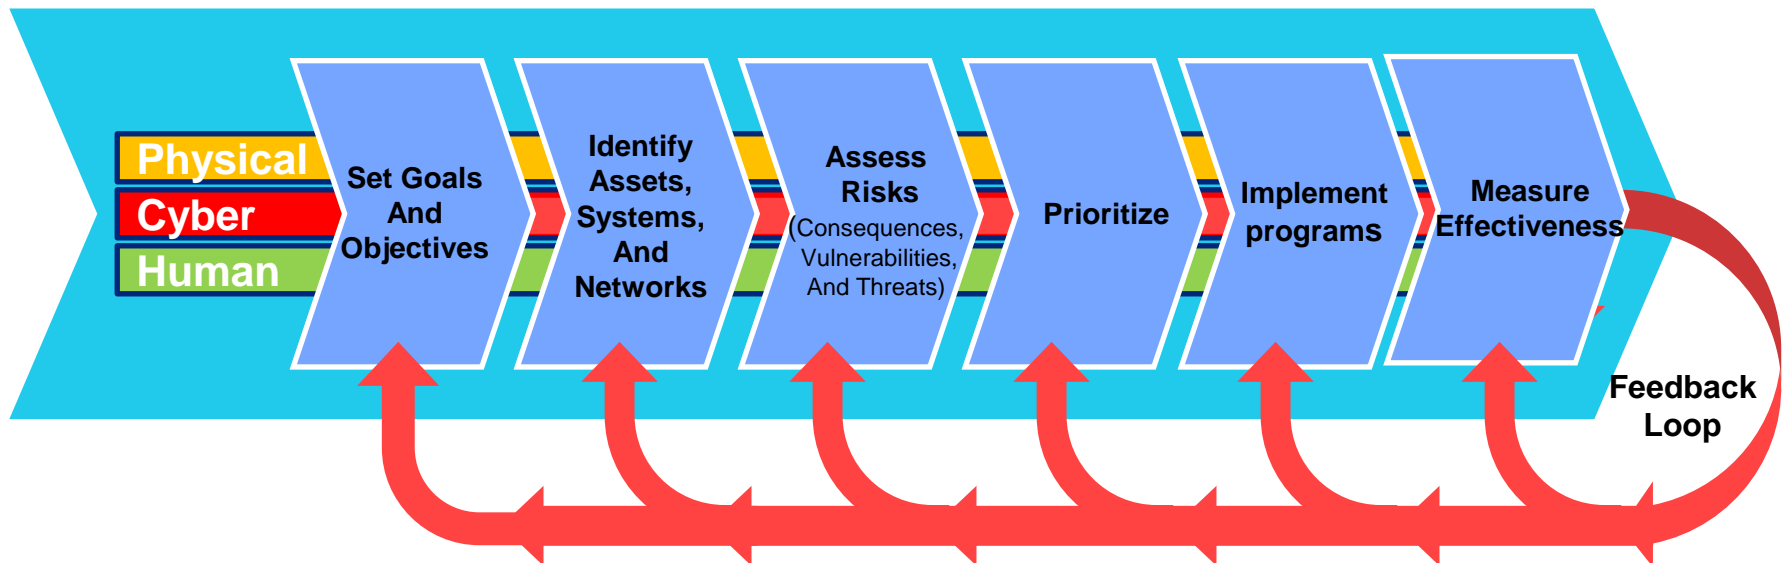 Physical
Cyber
Human
Set Goals
And
Objectives
Identify
Assets,
Systems,
And
Networks
Assess
Risks
(Consequences,
Vulnerabilities,
And Threats)
Prioritize
Implement
programs
Measure
Effectiveness
Feedback
Loop